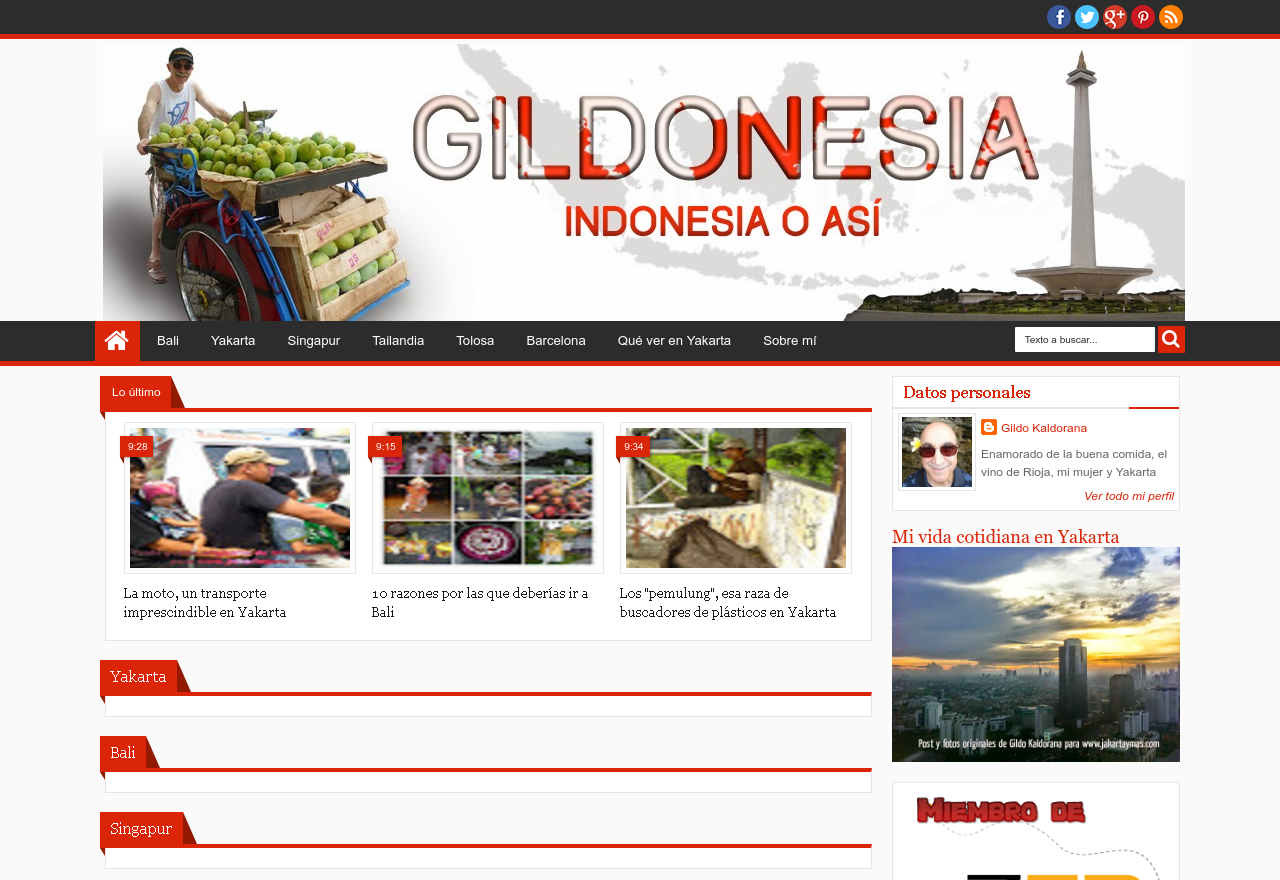 GILDONESIA
INDONESIA O ASÍ
Bali
Yakarta
Singapur
Tailandia
Tolosa
Barcelona
Qué ver en Yakarta
Sobre mí
Texto a buscar...
Lo último
9:28
La moto, un transporte
imprescindible en Yakarta
9:15
10 razones por las que deberías ir a
Bali
9:34
Los "pemulung", esa raza de
buscadores de plásticos en Yakarta
Yakarta
Bali
Singapur
Datos personales
Gildo Kaldorana
Enamorado de la buena comida, el
vino de Rioja, mi mujer y Yakarta
Ver todo mi perfil
Mi vida cotidiana en Yakarta
Post y fotos originales de Gildo Kaldorana para www.jakartaymas.com
Miembro de